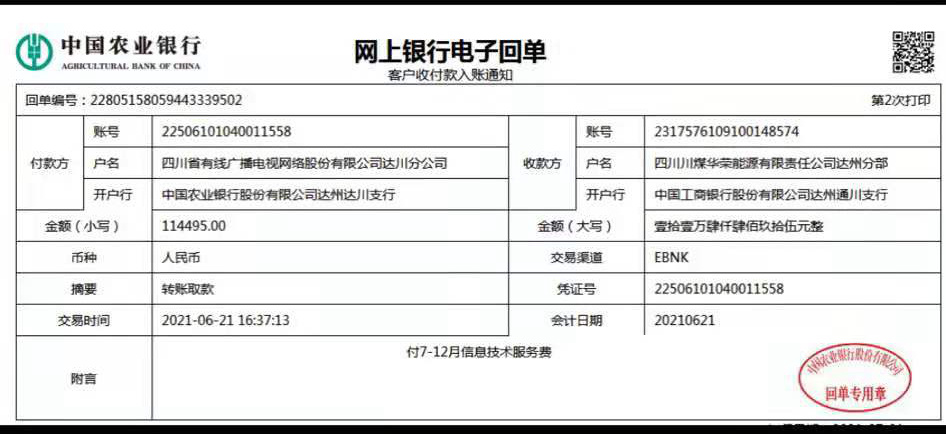 中国农业银行
AGRICULTURAL BANK OF CHINA
网上银行电子回单
客户收付款入账通知
回单编号：22805158059443339502 第2次打印
付款方 账号 22506101040011558 收款方 账号 2317576109100148574
户名 四川省有线广播电视网络股份有限公司达川分公司 户名 四川川煤华荣能源有限责任公司达州分部
开户行 中国农业银行股份有限公司达州达川支行 开户行 中国工商银行股份有限公司达州通川支行
金额（小写） 114495.00 金额（大写） 壹拾壹万肆仟肆佰玖拾伍元整
币种 人民币 交易渠道 EBNK
摘要 转账取款 凭证号 22506101040011558
交易时间 2021-06-21 16:37:13 会计日期 20210621
附言 付7-12月信息技术服务费
中国农业银行股份有限公司
回单专用章